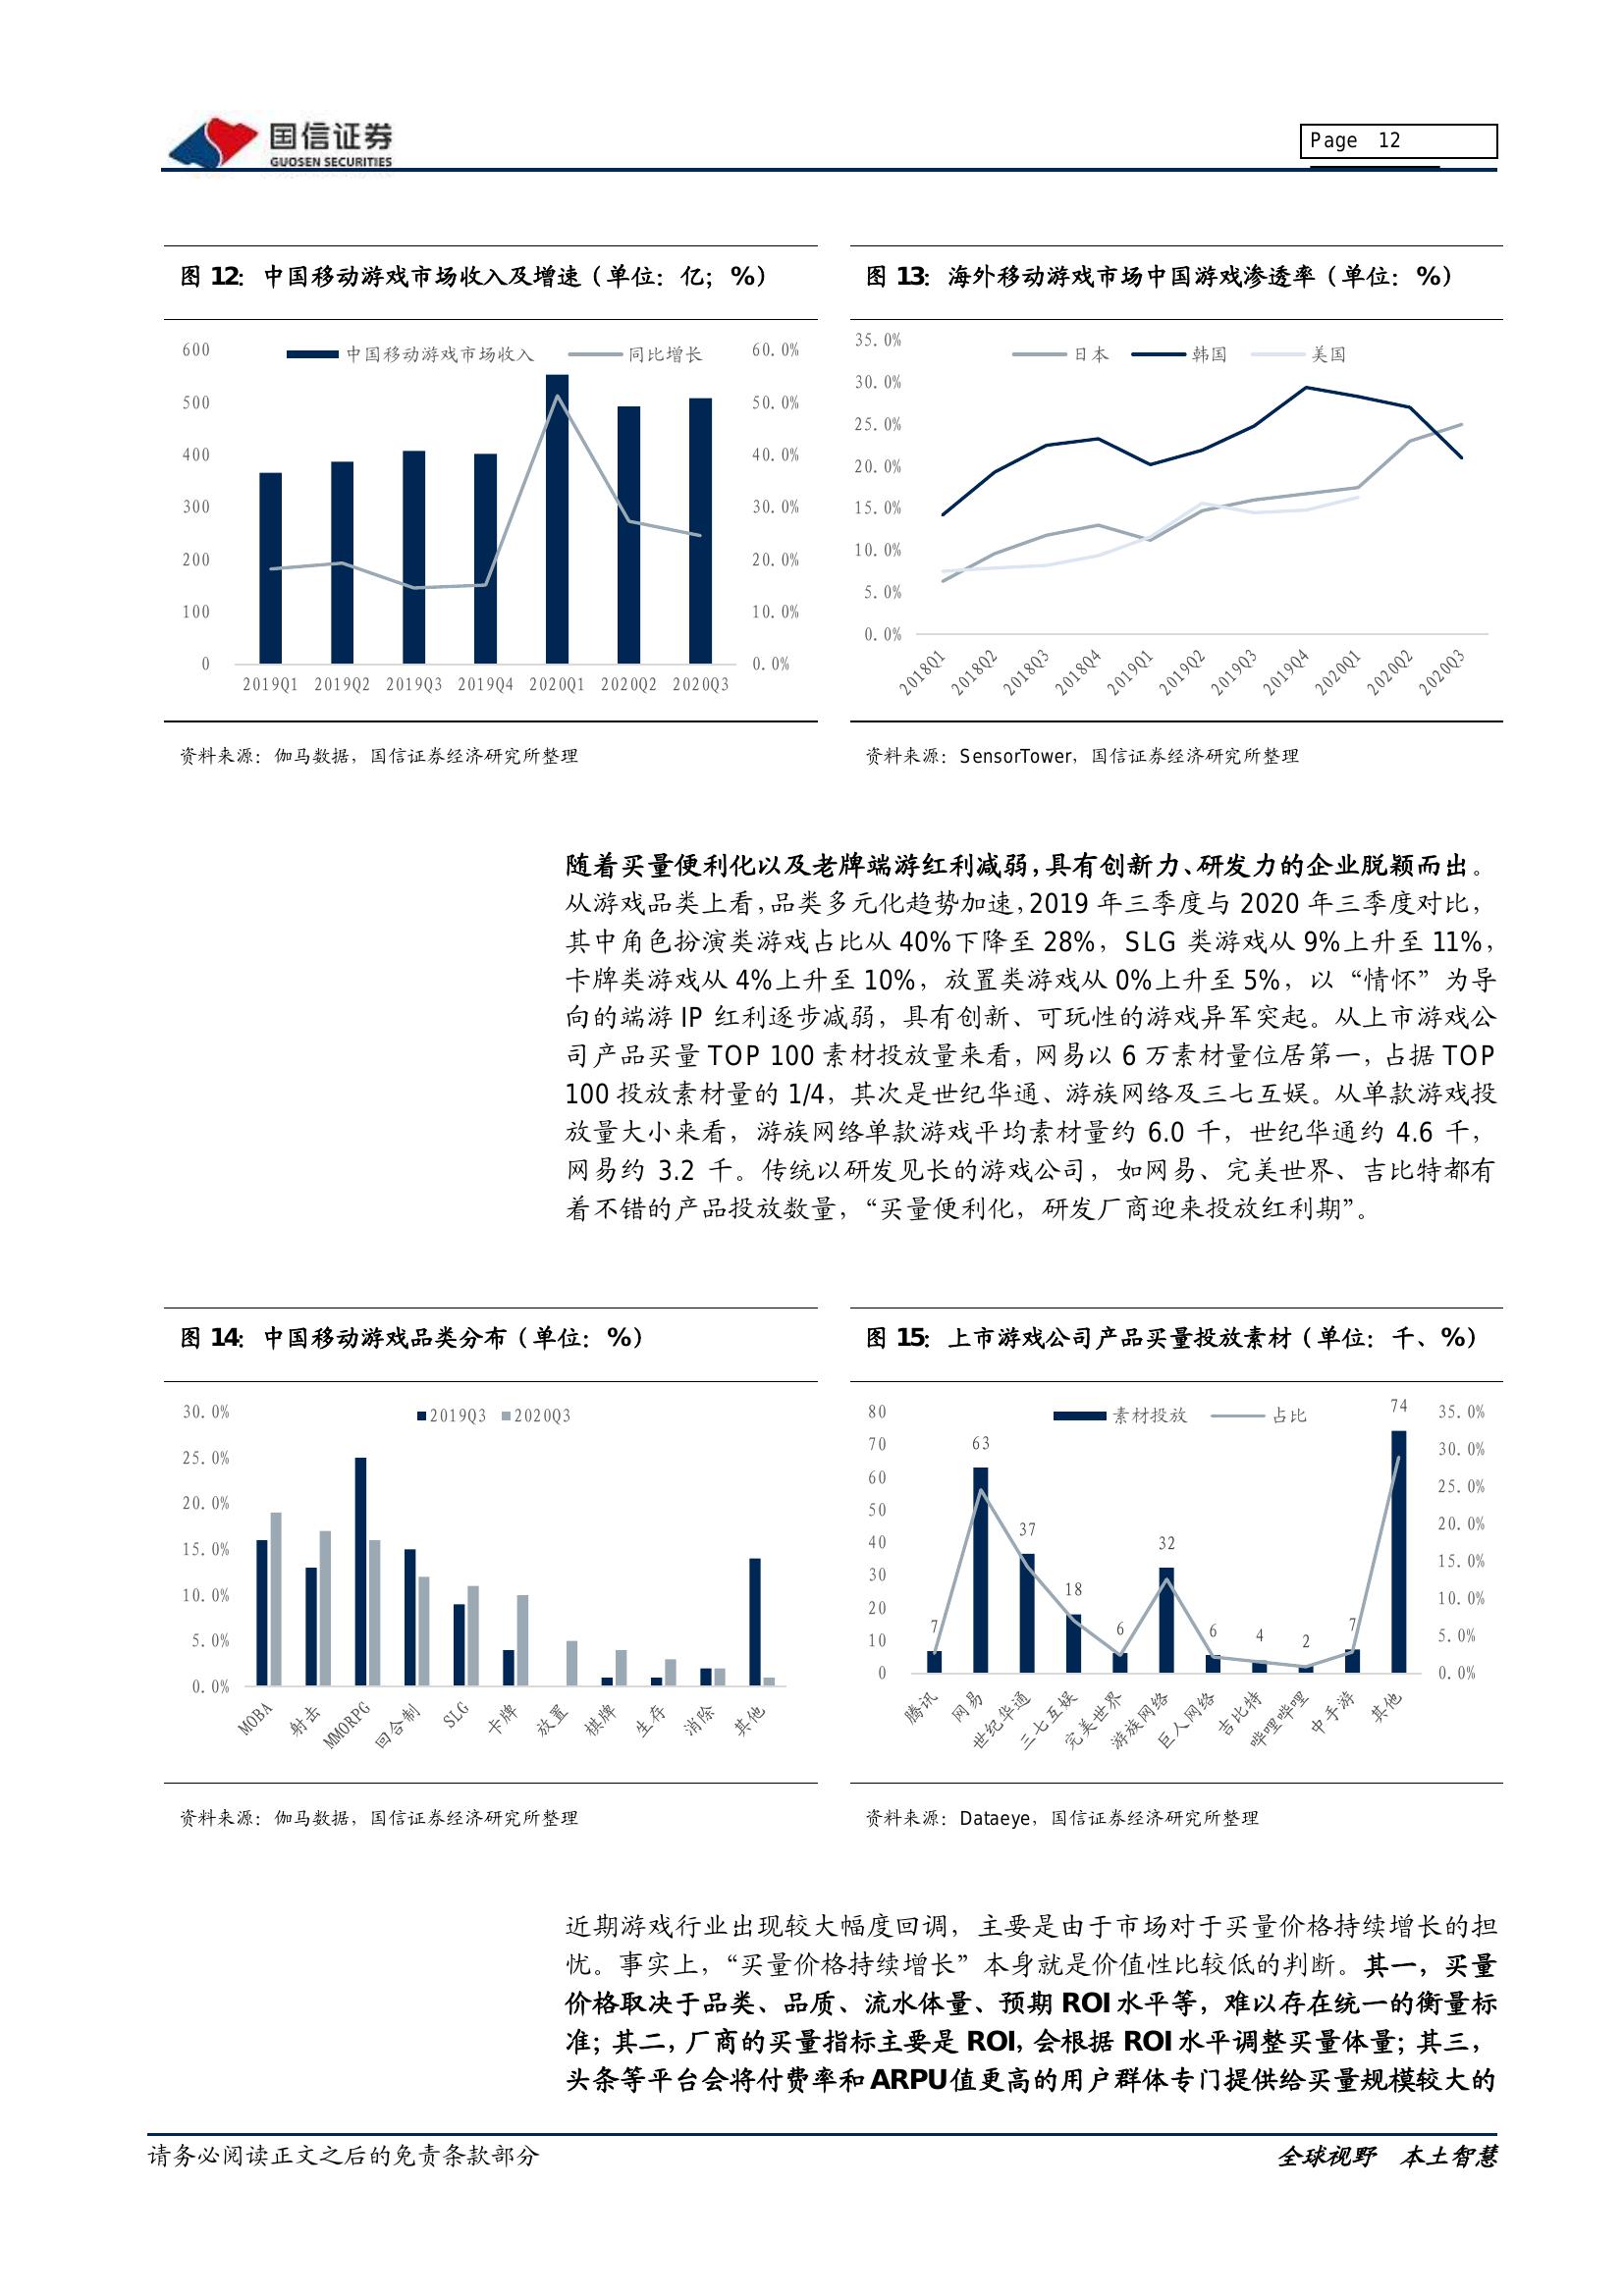 国信证券
GUOSEN SECURITIES
Page 12
图 12：中国移动游戏市场收入及增速（单位：亿；%）
600
500
400
300
200
100
0
中国移动游戏市场收入
同比增长
60.0%
50.0%
40.0%
30.0%
20.0%
10.0%
0.0%
2019Q1 2019Q2 2019Q3 2019Q4 2020Q1 2020Q2 2020Q3
资料来源：伽马数据，国信证券经济研究所整理
图 13：海外移动游戏市场中国游戏渗透率（单位：%）
35.0%
30.0%
25.0%
20.0%
15.0%
10.0%
5.0%
0.0%
日本 韩国 美国
2018Q1 2018Q2 2018Q3 2018Q4 2019Q1 2019Q2 2019Q3 2019Q4 2020Q1 2020Q2 2020Q3
资料来源：SensorTower，国信证券经济研究所整理
随着买量便利化以及老牌端游红利减弱，具有创新力、研发力的企业脱颖而出。
从游戏品类上看，品类多元化趋势加速，2019 年三季度与 2020 年三季度对比，
其中角色扮演类游戏占比从 40%下降至 28%，SLG 类游戏从 9%上升至 11%，
卡牌类游戏从 4%上升至 10%，放置类游戏从 0%上升至 5%，以“情怀”为导
向的端游 IP 红利逐步减弱，具有创新、可玩性的游戏异军突起。从上市游戏公
司产品买量 TOP 100 素材投放量来看，网易以 6 万素材量位居第一，占据 TOP
100 投放素材量的 1/4，其次是世纪华通、游族网络及三七互娱。从单款游戏投
放量大小来看，游族网络单款游戏平均素材量约 6.0 千，世纪华通约 4.6 千，
网易约 3.2 千。传统以研发见长的游戏公司，如网易、完美世界、吉比特都有
着不错的产品投放数量，“买量便利化，研发厂商迎来投放红利期”。
图 14：中国移动游戏品类分布（单位：%）
30.0%
25.0%
20.0%
15.0%
10.0%
5.0%
0.0%
2019Q3 2020Q3
MOBA 射击 MMORPG 回合制 SLG 卡牌 放置 棋牌 生存 消除 其他
资料来源：伽马数据，国信证券经济研究所整理
图 15：上市游戏公司产品买量投放素材（单位：千、%）
80
70
60
50
40
30
20
10
0
素材投放 占比
7 63 37 18 6 32 6 4 2 7 74
35.0%
30.0%
25.0%
20.0%
15.0%
10.0%
5.0%
0.0%
腾讯 网易 世纪华通 三七互娱 完美世界 游族网络 巨人网络 吉比特 哔哩哔哩 中手游 其他
资料来源：Dataeye，国信证券经济研究所整理
近期游戏行业出现较大幅度回调，主要是由于市场对于买量价格持续增长的担
忧。事实上，“买量价格持续增长”本身就是价值性比较低的判断。其一，买量
价格取决于品类、品质、流水体量、预期 ROI 水平等，难以存在统一的衡量标
准；其二，厂商的买量指标主要是 ROI，会根据 ROI 水平调整买量体量；其三，
头条等平台会将付费率和 ARPU 值更高的用户群体专门提供给买量规模较大的
请务必阅读正文之后的免责条款部分
全球视野 本土智慧